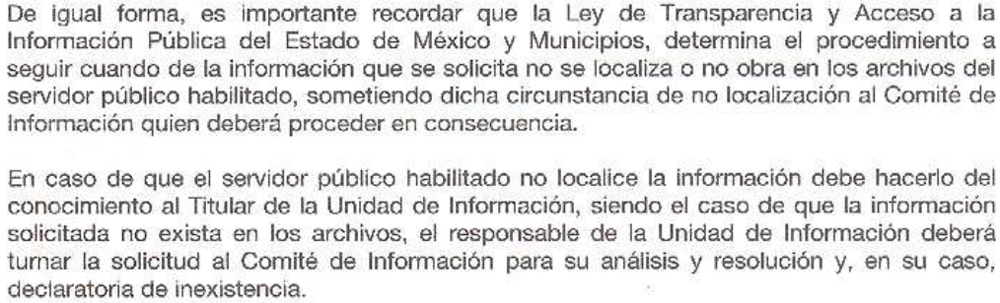 De igual forma, es importante recordar que la Ley de Transparencia y Acceso a la
Información Pública del Estado de México y Municipios, determina el procedimiento a
seguir cuando de la información que se solicita no se localiza o no obra en los archivos del
servidor público habilitado, sometiendo dicha circunstancia de no localización al Comité de
Información quien deberá proceder en consecuencia.
En caso de que el servidor público habilitado no localice la información debe hacerlo del
conocimiento al Titular de la Unidad de Información, siendo el caso de que la información
solicitada no exista en los archivos, el responsable de la Unidad de Información deberá
turnar la solicitud al Comité de Información para su análisis y resolución y, en su caso,
declaratoria de inexistencia.